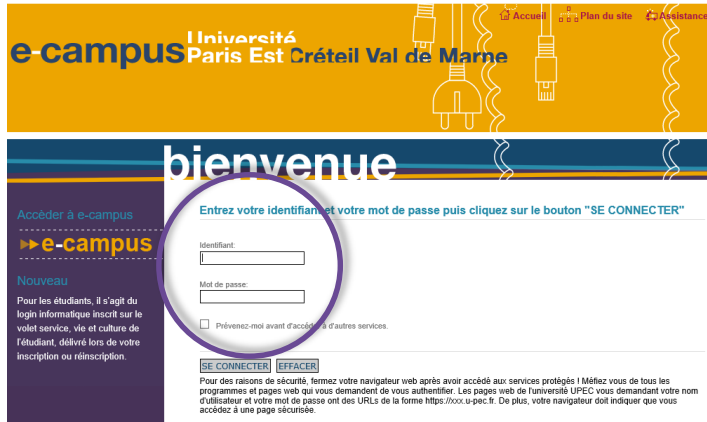 Accueil Plan du site Assistance
e-campus Université
Paris Est Créteil Val de Marne
bienvenue
Accéder à e-campus
e-campus
Nouveau
Pour les étudiants, il s'agit du
login informatique inscrit sur le
volet service, vie et culture de
l'étudiant, délivré lors de votre
inscription ou réinscription.
Entrez votre identifiant et votre mot de passe puis cliquez sur le bouton "SE CONNECTER"
Identifiant:
Mot de passe:
Prévenez-moi avant d'accéder à d'autres services.
SE CONNECTER EFFACER
Pour des raisons de sécurité, fermez votre navigateur web après avoir accédé aux services protégés ! Méfiez vous de tous les
programmes et pages web qui vous demandent de vous authentifier. Les pages web de l'université UPEC vous demandant votre nom
d'utilisateur et votre mot de passe ont des URLs de la forme https://xxx.u-pec.fr. De plus, votre navigateur doit indiquer que vous
accédez à une page sécurisée.